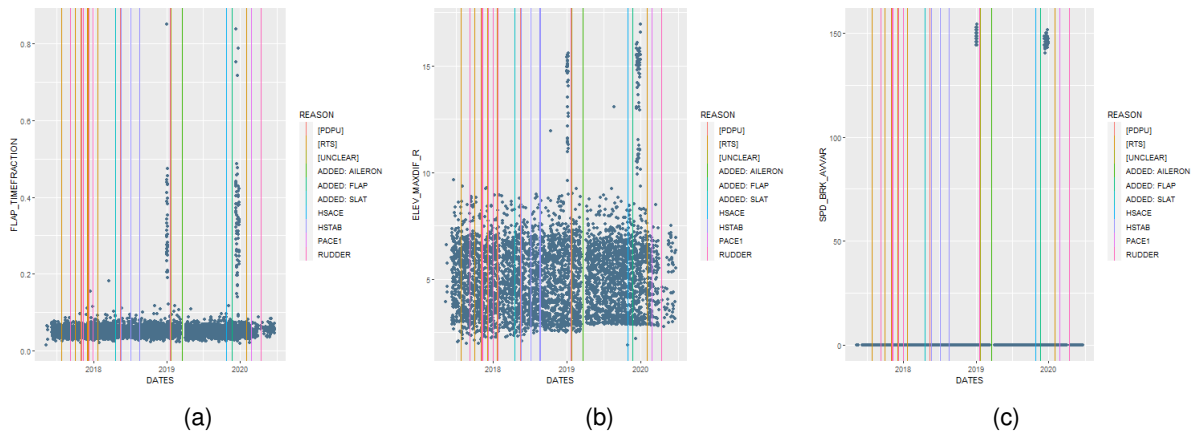 FLAP_TIMEFRACTION
0.8
0.6
0.4
0.2
0.0
2018
2019
2020
DATES
REASON
[PDPU]
[RTS]
[UNCLEAR]
ADDED: AILERON
ADDED: FLAP
ADDED: SLAT
HSACE
HSTAB
PACE1
RUDDER
(a)
ELEV_MAXDIF_R
15
10
5
2018
2019
2020
DATES
REASON
[PDPU]
[RTS]
[UNCLEAR]
ADDED: AILERON
ADDED: FLAP
ADDED: SLAT
HSACE
HSTAB
PACE1
RUDDER
(b)
SPD_BRK_AVVAR
150
100
50
0
2018
2019
2020
DATES
REASON
[PDPU]
[RTS]
[UNCLEAR]
ADDED: AILERON
ADDED: FLAP
ADDED: SLAT
HSACE
HSTAB
PACE1
RUDDER
(c)